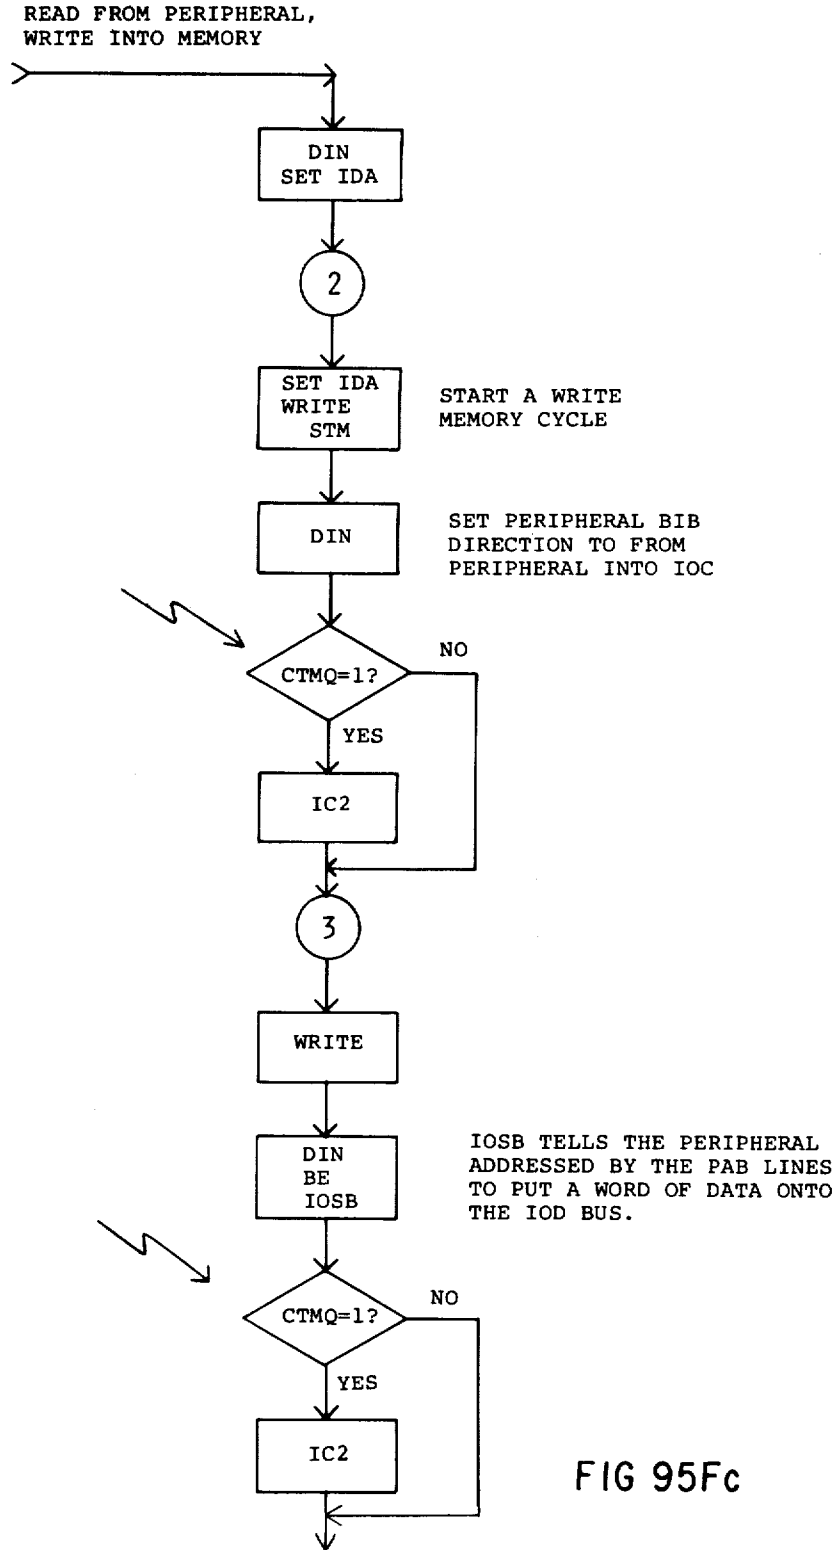 READ FROM PERIPHERAL,
WRITE INTO MEMORY
DIN
SET IDA
2
SET IDA
WRITE
STM
START A WRITE
MEMORY CYCLE
DIN
SET PERIPHERAL BIB
DIRECTION TO FROM
PERIPHERAL INTO IOC
CTMQ=1?
NO
YES
IC2
3
WRITE
DIN
BE
IOSB
IOSB TELLS THE PERIPHERAL
ADDRESSED BY THE PAB LINES
TO PUT A WORD OF DATA ONTO
THE IOD BUS.
CTMQ=1?
NO
YES
IC2
FIG 95Fc